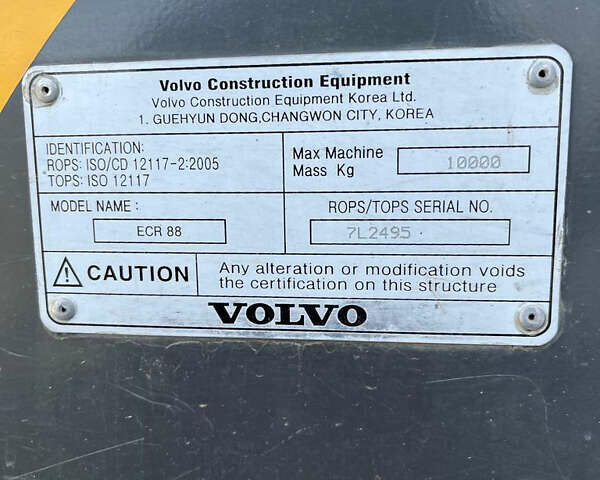 Volvo Construction Equipment
Volvo Construction Equipment Korea Ltd.
1. GUEHYUN DONG,CHANGWON CITY, KOREA
IDENTIFICATION:
ROPS: ISO/CD 12117-2:2005
TOPS: ISO 12117
Max Machine
Mass Kg
10000
MODEL NAME :
ECR 88
ROPS/TOPS SERIAL NO.
7L2495
CAUTION
Any alteration or modification voids
the certification on this structure
VOLVO